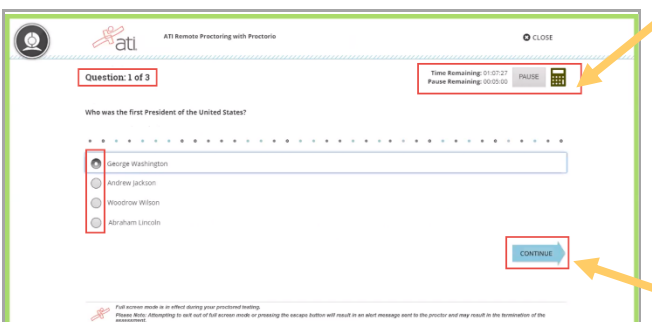 ati
ATI Remote Proctoring with Proctorio
CLOSE
Question: 1 of 3
Time Remaining: 01:07:27
Pause Remaining: 00:05:00
PAUSE
Who was the first President of the United States?
George Washington
Andrew Jackson
Woodrow Wilson
Abraham Lincoln
CONTINUE
Full screen mode is in effect during your proctored testing.
Please Note: Attempting to exit out of full screen mode or pressing the escape button will result in an alert message sent to the proctor and may result in the termination of the
assessment.